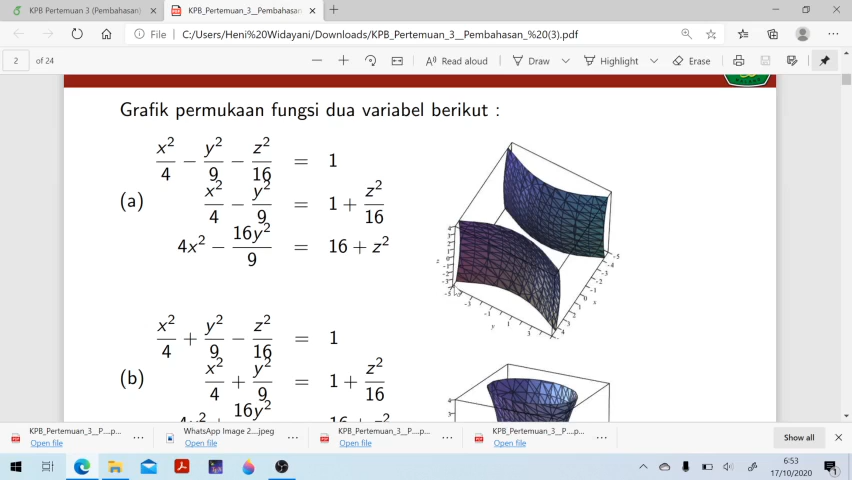 KPB Pertemuan 3 (Pembahasan)
KPB_Pertemuan_3__Pembahasan_
File
C:/Users/Heni%20Widayani/Downloads/KPB_Pertemuan_3__Pembahasan_%20(3).pdf
2 of 24
Read aloud
Draw
Highlight
Erase
Grafik permukaan fungsi dua variabel berikut :
x²/4 − y²/9 − z²/16 = 1
(a) x²/4 − y²/9 = 1 + z²/16
4x² − 16y²/9 = 16 + z²
x²/4 + y²/9 − z²/16 = 1
(b) x²/4 + y²/9 = 1 + z²/16
4x² + 16y² 16 + z²
KPB_Pertemuan_3__P....p...
Open file
WhatsApp Image 2....jpeg
Open file
KPB_Pertemuan_3__P....p...
Open file
KPB_Pertemuan_3__P....p...
Open file
Show all
6:53
17/10/2020